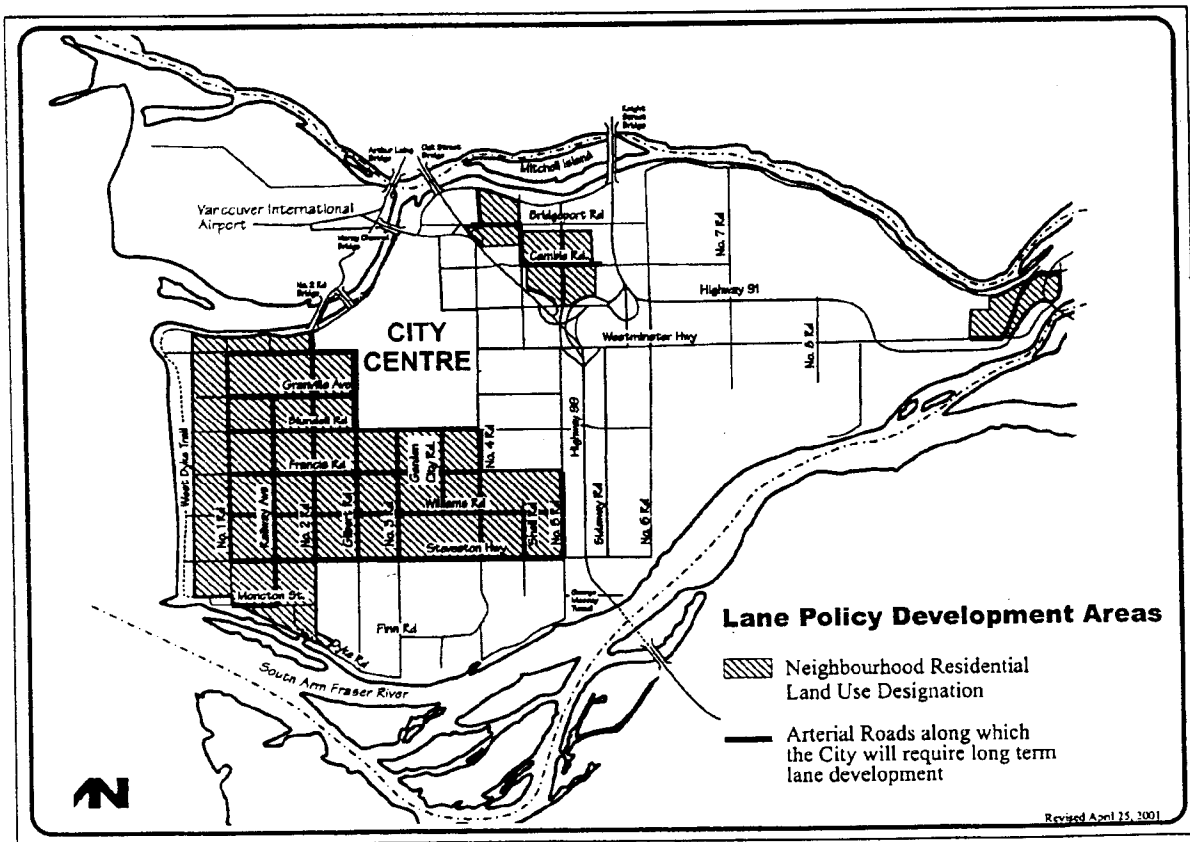 Knight
Street
Bridge
Arthur Laing
Bridge
Oak Street
Bridge
Mitchell Island
Vancouver International
Airport
Bridgeport Rd
No. 7 Rd
Bridge
Cambie Rd
No. 2 Rd
Bridge
Highway 91
CITY
CENTRE
Westminster Hwy
No. 8 Rd
Granville Ave
Blundell Rd
Highway 99
West Dyke Trail
Francis Rd
Garden
City Rd
No. 4 Rd
No. 1 Rd
Railway Ave
No. 2 Rd
Gilbert Rd
No. 3 Rd
Williams Rd
Shell Rd
No. 5 Rd
Sidaway Rd
No. 6 Rd
Steveston Hwy
Moncton St.
George
Massey
Tunnel
Finn Rd
Dyke Rd
South Arm Fraser River
Lane Policy Development Areas
Neighbourhood Residential
Land Use Designation
Arterial Roads along which
the City will require long term
lane development
N
Revised April 25, 2001